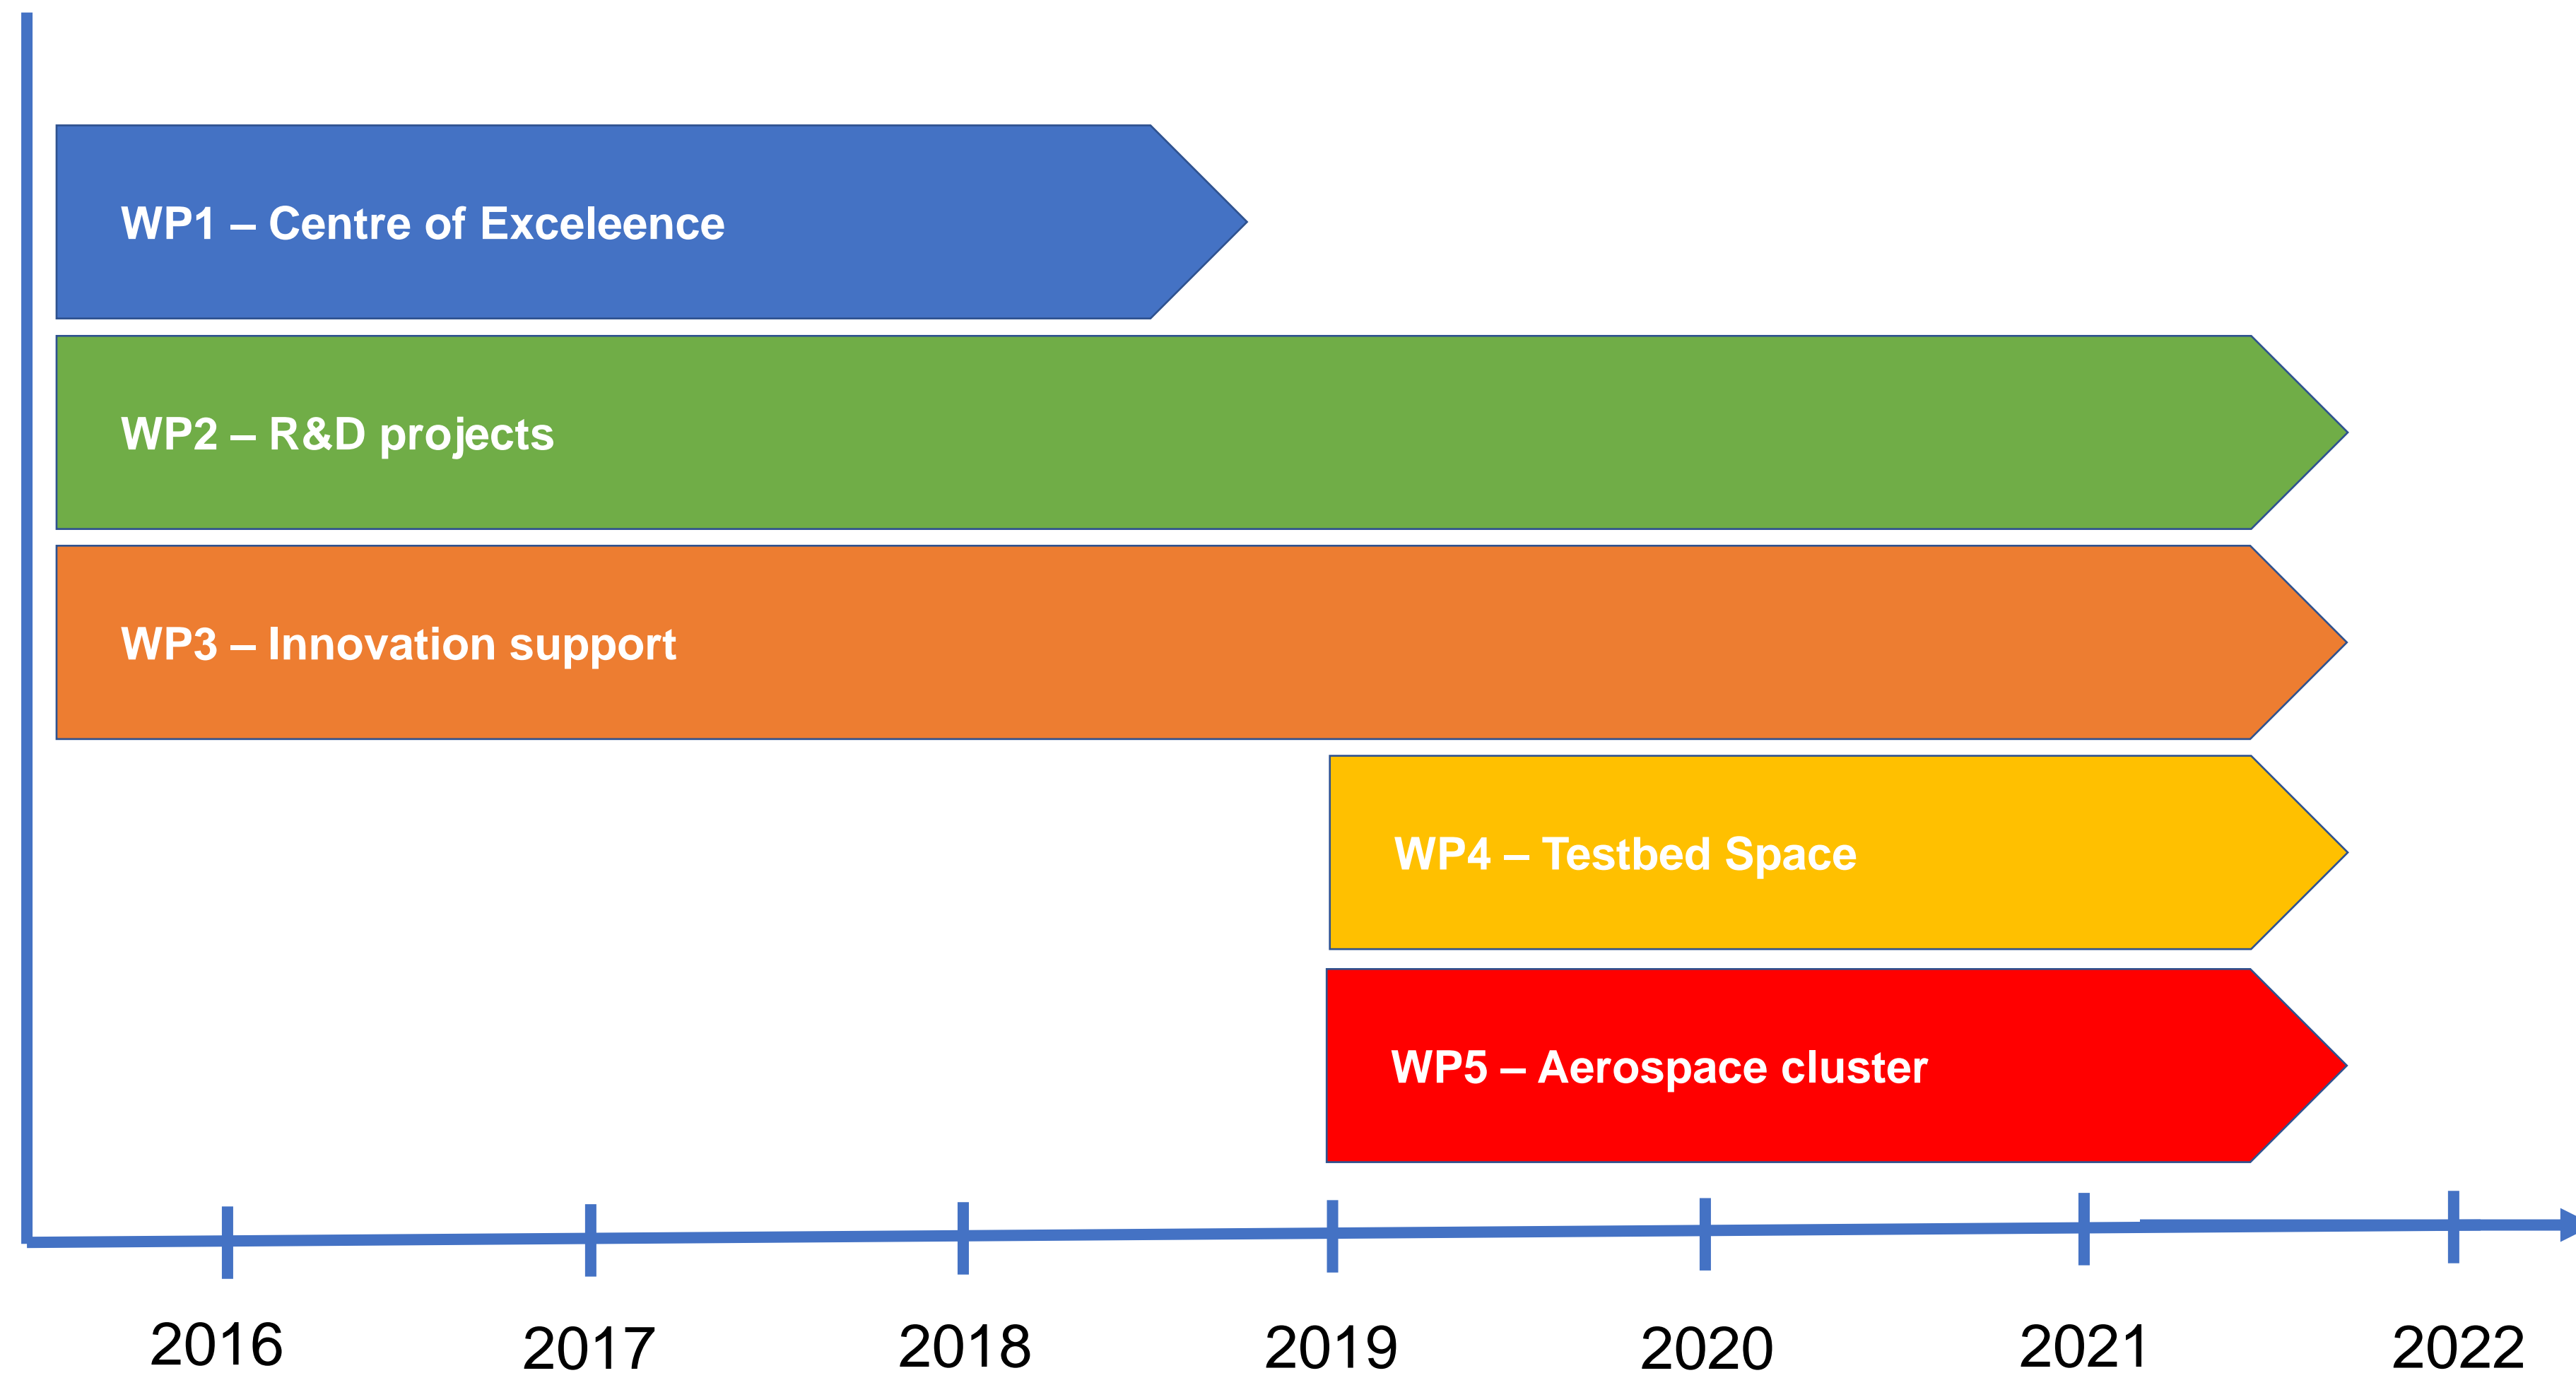 WP1 – Centre of Exceleence
WP2 – R&D projects
WP3 – Innovation support
WP4 – Testbed Space
WP5 – Aerospace cluster
2016 2017 2018 2019 2020 2021 2022